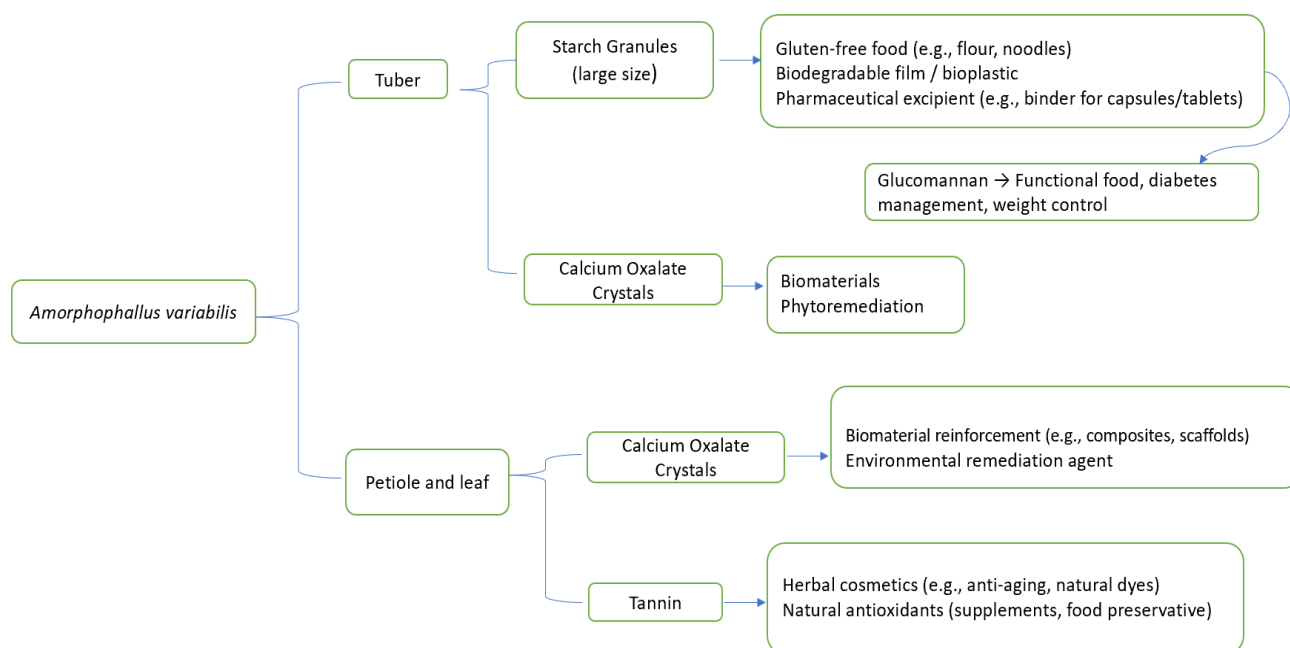 Amorphophallus variabilis
Tuber
Starch Granules
(large size)
Gluten-free food (e.g., flour, noodles)
Biodegradable film / bioplastic
Pharmaceutical excipient (e.g., binder for capsules/tablets)
Glucomannan → Functional food, diabetes
management, weight control
Calcium Oxalate
Crystals
Biomaterials
Phytoremediation
Petiole and leaf
Calcium Oxalate
Crystals
Biomaterial reinforcement (e.g., composites, scaffolds)
Environmental remediation agent
Tannin
Herbal cosmetics (e.g., anti-aging, natural dyes)
Natural antioxidants (supplements, food preservative)